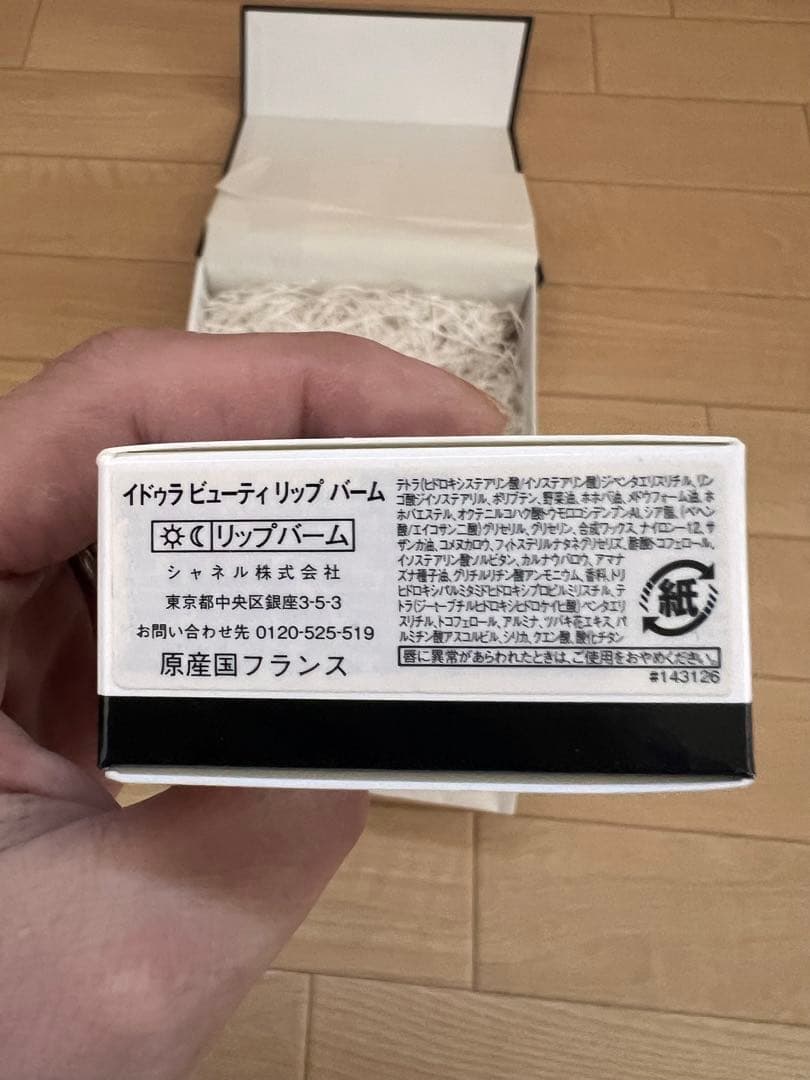 イドゥラ ビューティ リップ バーム
リップバーム
シャネル株式会社
東京都中央区銀座3-5-3
お問い合わせ先 0120-525-519
原産国フランス
テトラ(ヒドロキシステアリン酸/イソステアリン酸)ジペンタエリスリチル、リン
ゴ酸ジイソステアリル、ポリブテン、野菜油、ホホバ油、メドウフォーム油、ホ
ホバエステル、オクテニルコハク酸トウモロコシデンプンAL、シア脂、(ベヘン
酸/エイコサン二酸)グリセリル、グリセリン、合成ワックス、ナイロン-12、サ
ザンカ油、コメヌカロウ、フィトステリルナタネグリセリズ、酢酸トコフェロール、
イソステアリン酸ソルビタン、カルナウバロウ、アマナ
ズナ種子油、グリチルリチン酸アンモニウム、香料、トリ
ヒドロキシパルミタミドヒドロキシプロピルミリスチル、テ
トラ(ジ-t-ブチルヒドロキシヒドロケイヒ酸)ペンタエリ
スリチル、トコフェロール、アルミナ、ツバキ花エキス、パ
ルミチン酸アスコルビル、シリカ、クエン酸、酸化チタン
紙
唇に異常があらわれたときは、ご使用をおやめください。
#143126